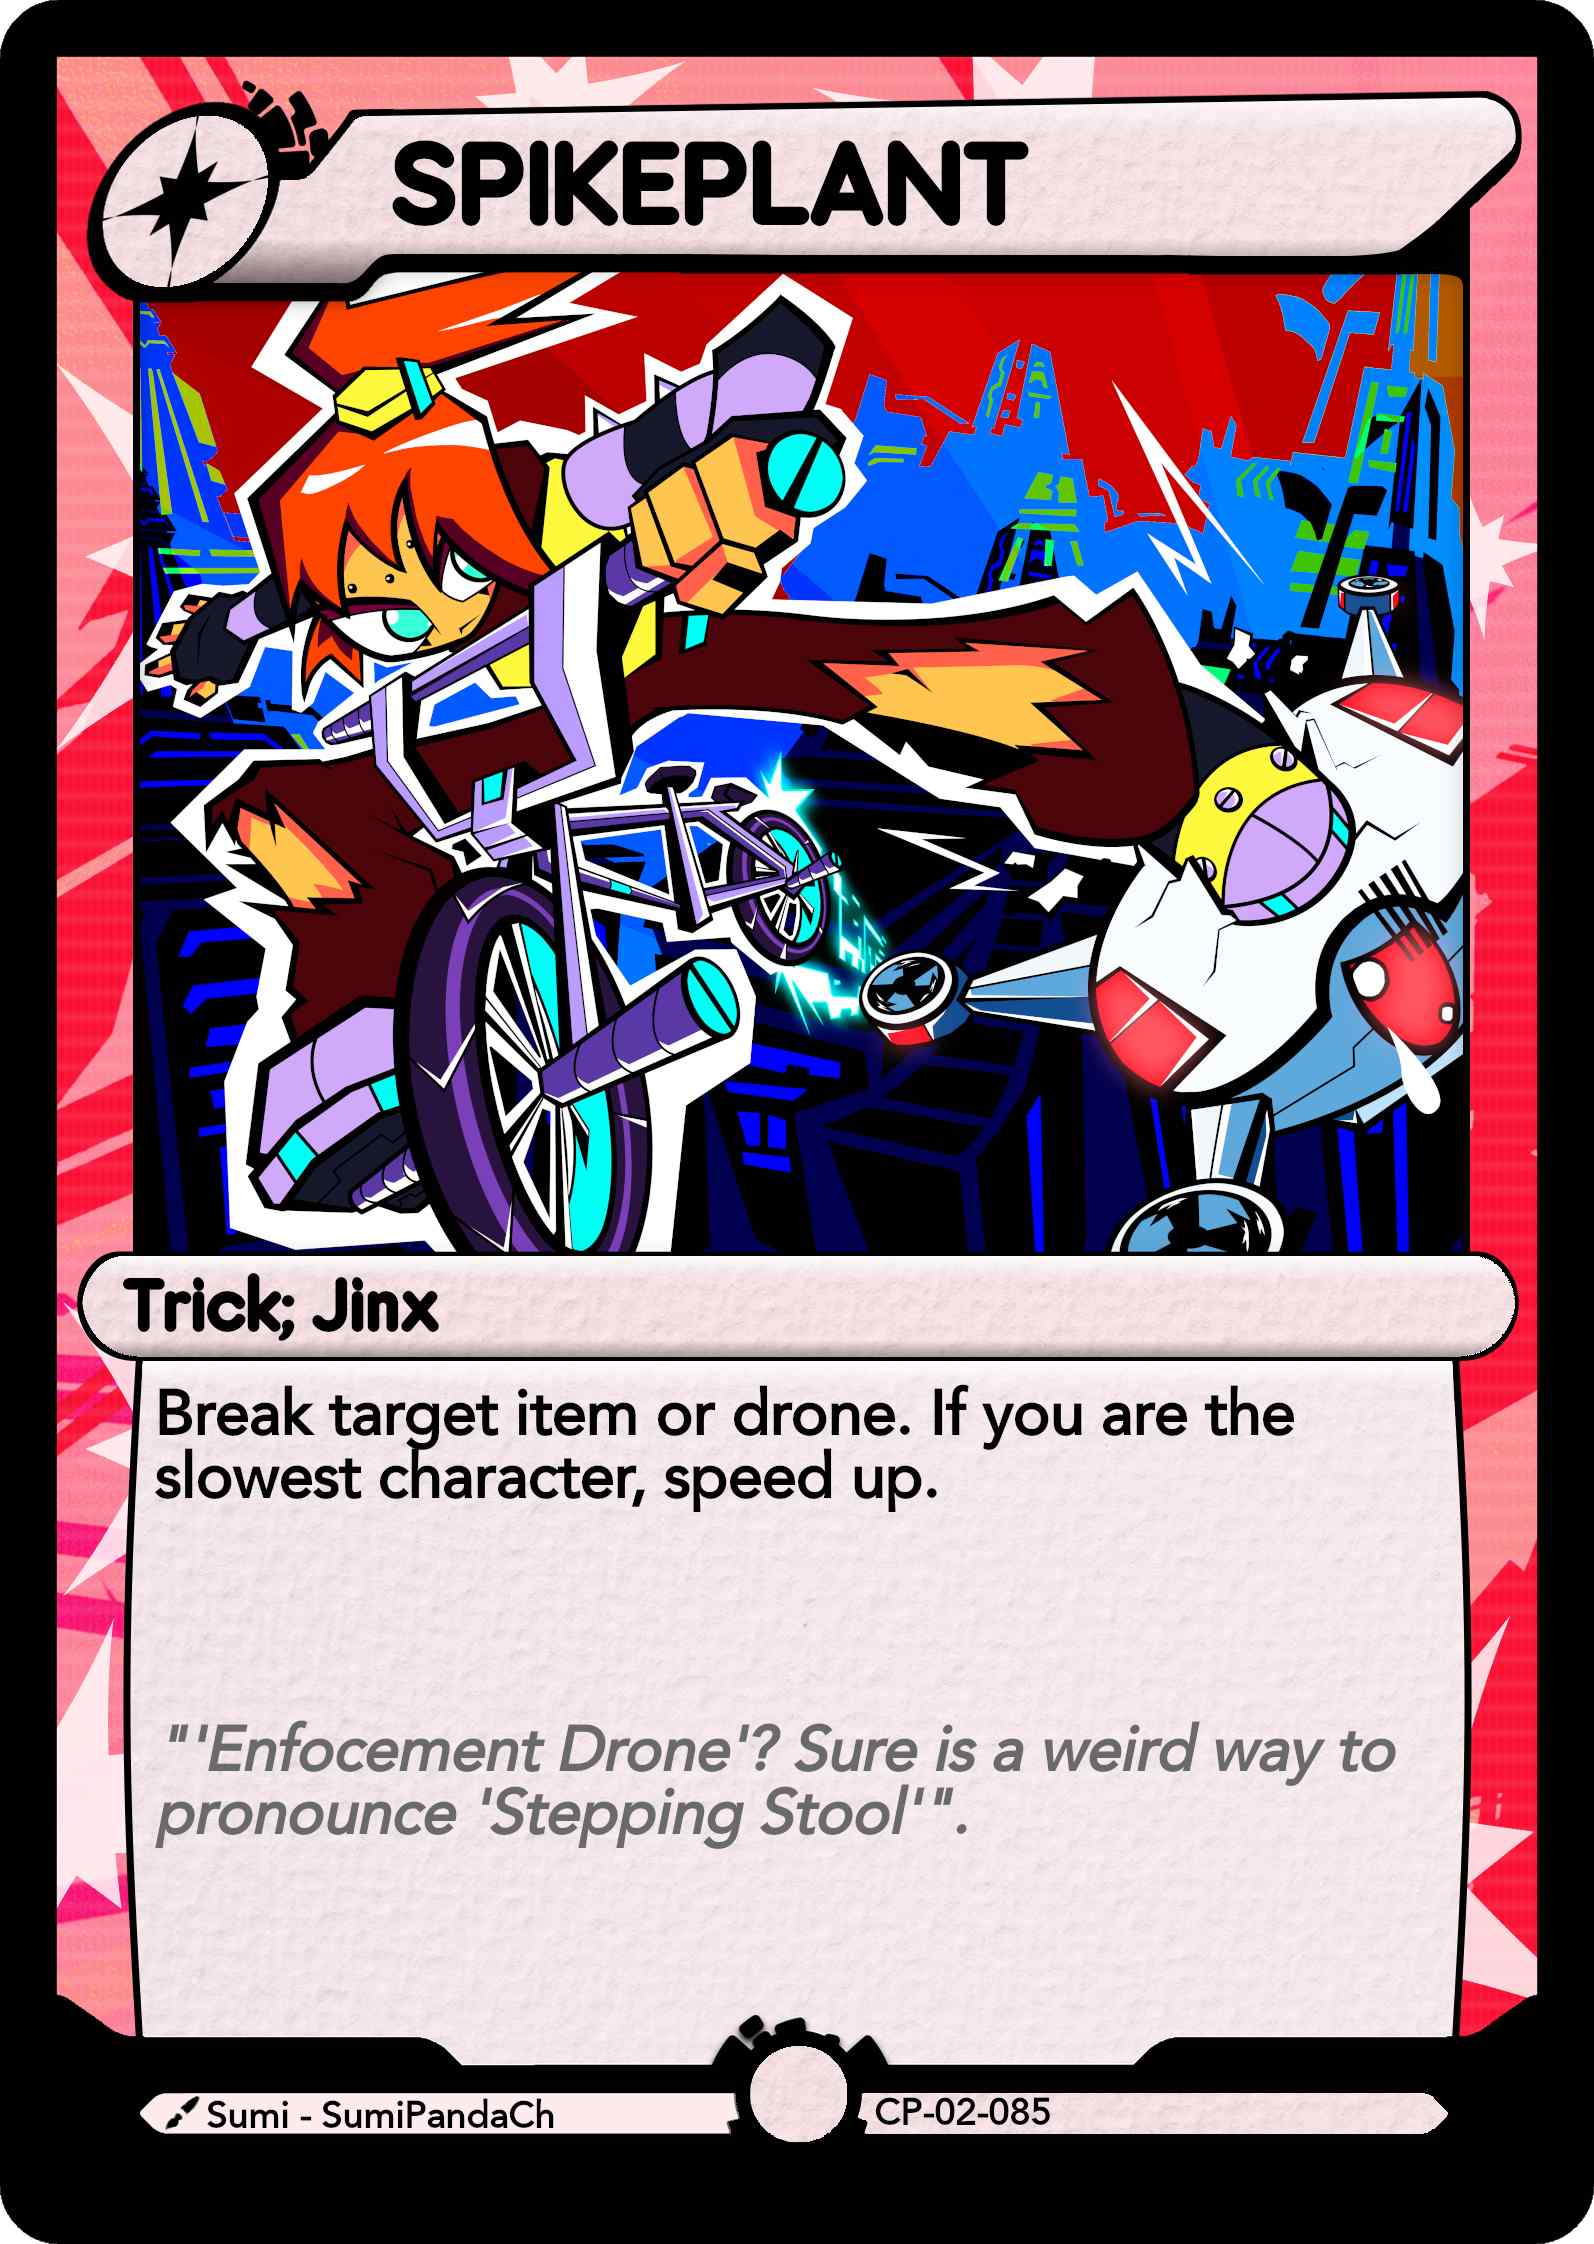 SPIKEPLANT
Trick; Jinx
Break target item or drone. If you are the
slowest character, speed up.
"'Enfocement Drone'? Sure is a weird way to
pronounce 'Stepping Stool'".
Sumi - SumiPandaCh
CP-02-085